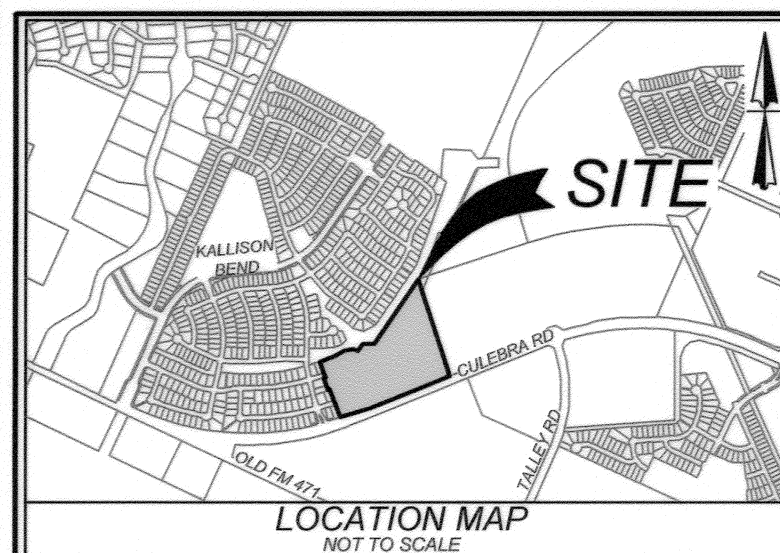 SITE
KALLISON
BEND
CULEBRA RD
TALLEY RD
OLD FM 471
LOCATION MAP
NOT TO SCALE